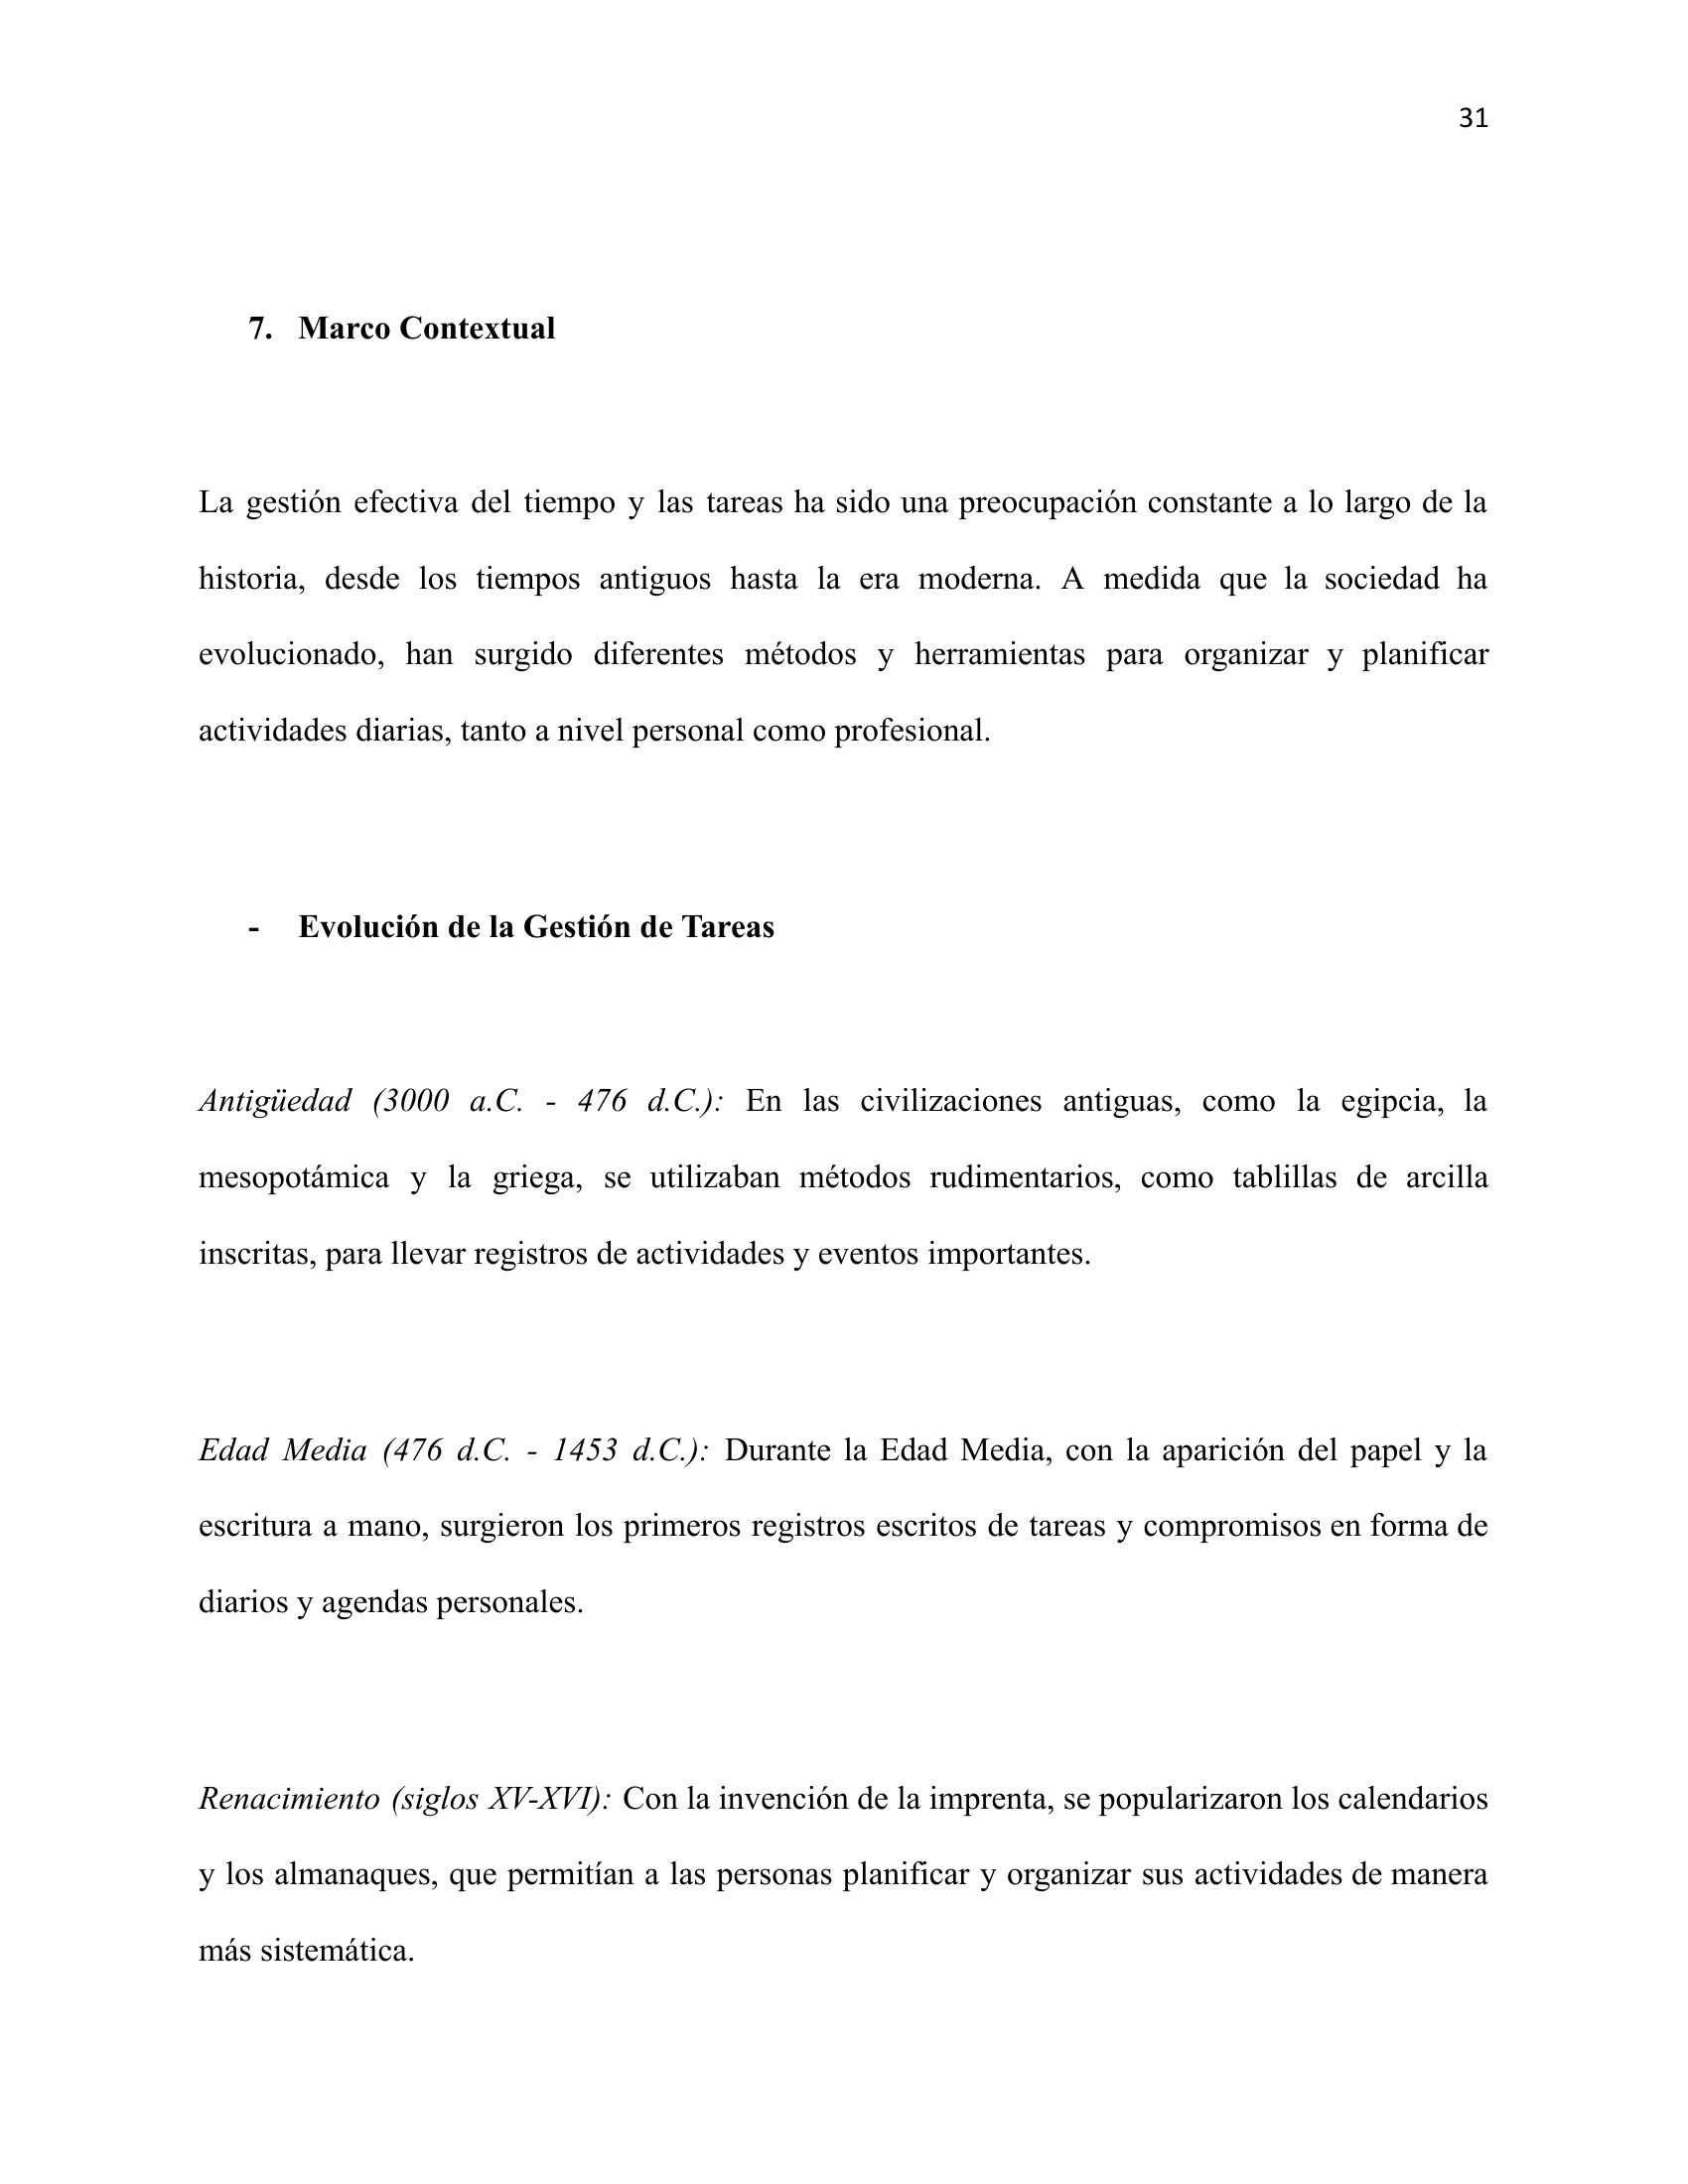 31
7. Marco Contextual
La gestión efectiva del tiempo y las tareas ha sido una preocupación constante a lo largo de la
historia, desde los tiempos antiguos hasta la era moderna. A medida que la sociedad ha
evolucionado, han surgido diferentes métodos y herramientas para organizar y planificar
actividades diarias, tanto a nivel personal como profesional.
- Evolución de la Gestión de Tareas
Antigüedad (3000 a.C. - 476 d.C.): En las civilizaciones antiguas, como la egipcia, la
mesopotámica y la griega, se utilizaban métodos rudimentarios, como tablillas de arcilla
inscritas, para llevar registros de actividades y eventos importantes.
Edad Media (476 d.C. - 1453 d.C.): Durante la Edad Media, con la aparición del papel y la
escritura a mano, surgieron los primeros registros escritos de tareas y compromisos en forma de
diarios y agendas personales.
Renacimiento (siglos XV-XVI): Con la invención de la imprenta, se popularizaron los calendarios
y los almanaques, que permitían a las personas planificar y organizar sus actividades de manera
más sistemática.